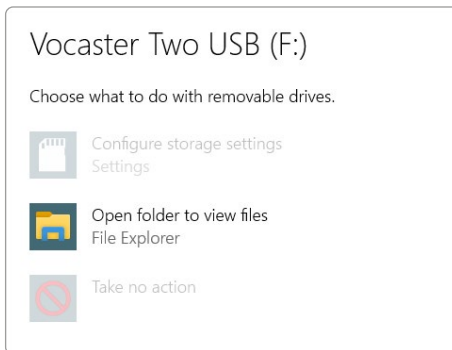 Vocaster Two USB (F:)
Choose what to do with removable drives.
Configure storage settings
Settings
Open folder to view files
File Explorer
Take no action